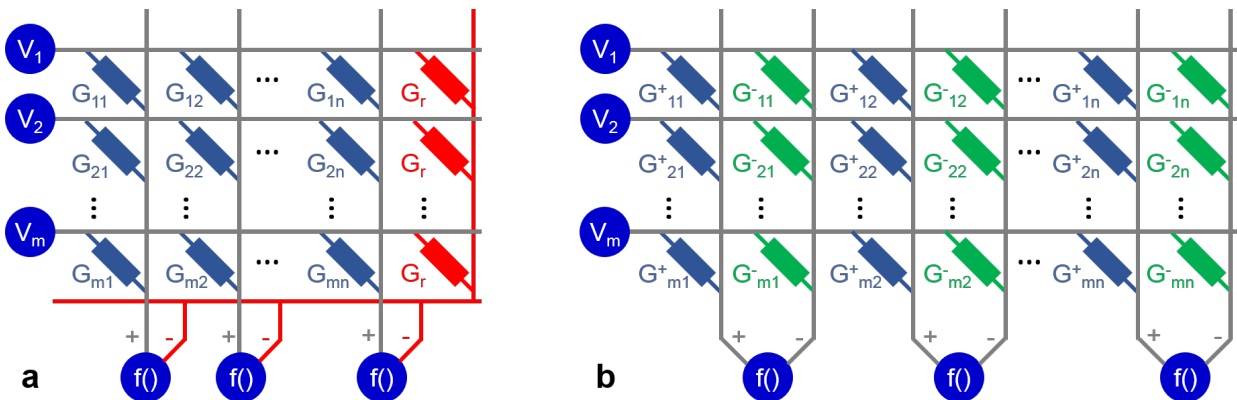 V1
G11 G12 ... G1n Gr
V2
G21 G22 ... G2n Gr
... ... ... ...
Vm
Gm1 Gm2 ... Gmn Gr
+ - + - + -
a f() f() f()
V1
G+11 G-11 G+12 G-12 ... G+1n G-1n
V2
G+21 G-21 G+22 G-22 ... G+2n G-2n
... ... ... ... ... ...
Vm
G+m1 G-m1 G+m2 G-m2 ... G+mn G-mn
+ - + - + -
b f() f() f()